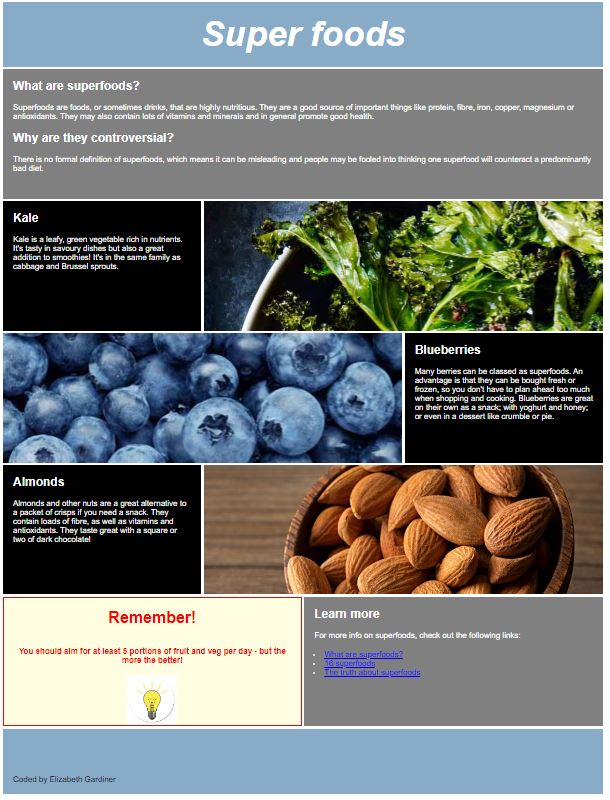 Super foods
What are superfoods?
Superfoods are foods, or sometimes drinks, that are highly nutritious. They are a good source of important things like protein, fibre, iron, copper, magnesium or
antioxidants. They may also contain lots of vitamins and minerals and in general promote good health.
Why are they controversial?
There is no formal definition of superfoods, which means it can be misleading and people may be fooled into thinking one superfood will counteract a predominantly
bad diet.
Kale
Kale is a leafy, green vegetable rich in nutrients.
It's tasty in savoury dishes but also a great
addition to smoothies! It's in the same family as
cabbage and Brussel sprouts.
Blueberries
Many berries can be classed as superfoods. An
advantage is that they can be bought fresh or
frozen, so you don't have to plan ahead too much
when shopping and cooking. Blueberries are great
on their own as a snack; with yoghurt and honey;
or even in a dessert like crumble or pie.
Almonds
Almonds and other nuts are a great alternative to
a packet of crisps if you need a snack. They
contain loads of fibre, as well as vitamins and
antioxidants. They taste great with a square or
two of dark chocolate!
Remember!
You should aim for at least 5 portions of fruit and veg per day - but the
more the better!
Learn more
For more info on superfoods, check out the following links:
What are superfoods?
16 superfoods
The truth about superfoods
Coded by Elizabeth Gardiner